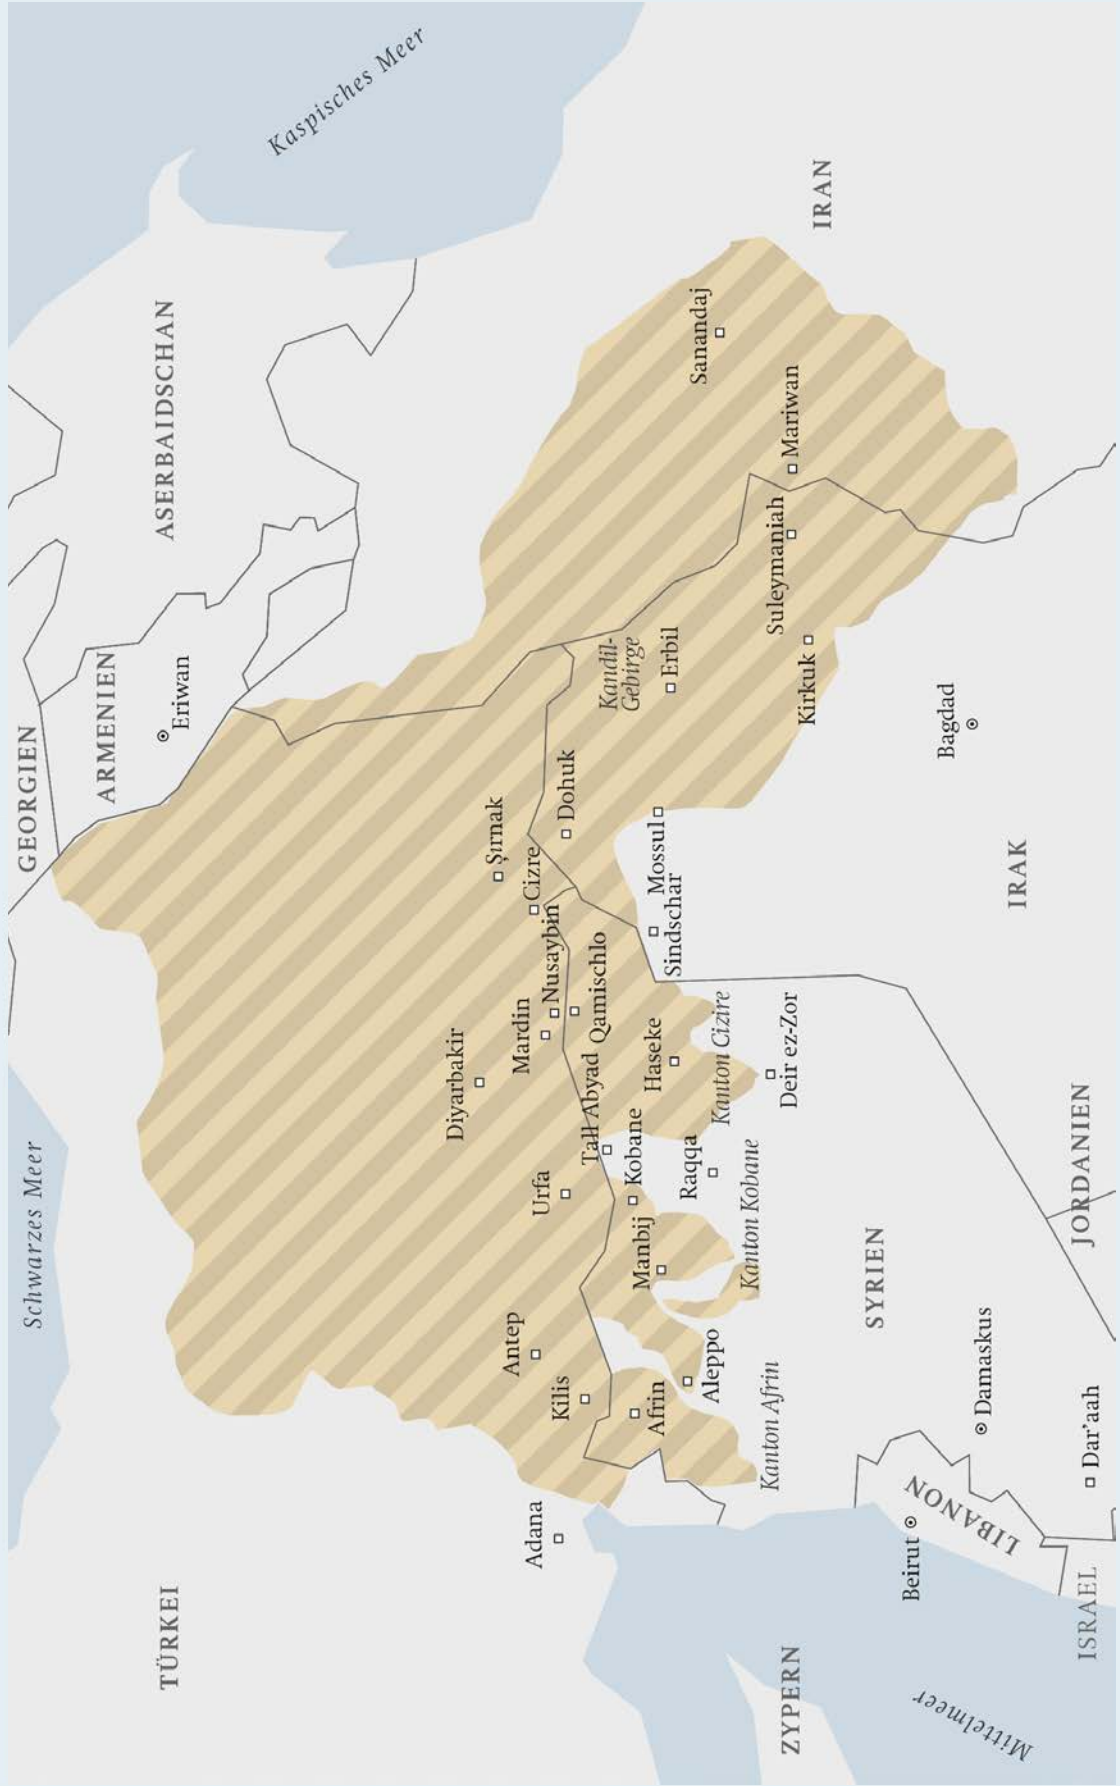 Schwarzes Meer
Kaspisches Meer
GEORGIEN
ARMENIEN
Eriwan
ASERBAIDSCHAN
TÜRKEI
Diyarbakir
Şırnak
Mardin
Cizre
Nusaybin
Urfa
Antep
Kilis
Adana
Qamischlo
Tall Abyad
Dohuk
Kandil-
Gebirge
Erbil
Kobane
Haseke
Manbij
Afrin
Mossul
Sindschar
Raqqa
Aleppo
Kanton Cizire
Kanton Kobane
Kanton Afrin
Deir ez-Zor
Sanandaj
Mariwan
Suleymaniah
Kirkuk
IRAN
Bagdad
IRAK
SYRIEN
Damaskus
Dar'aah
JORDANIEN
LIBANON
Beirut
ISRAEL
ZYPERN
Mittelmeer